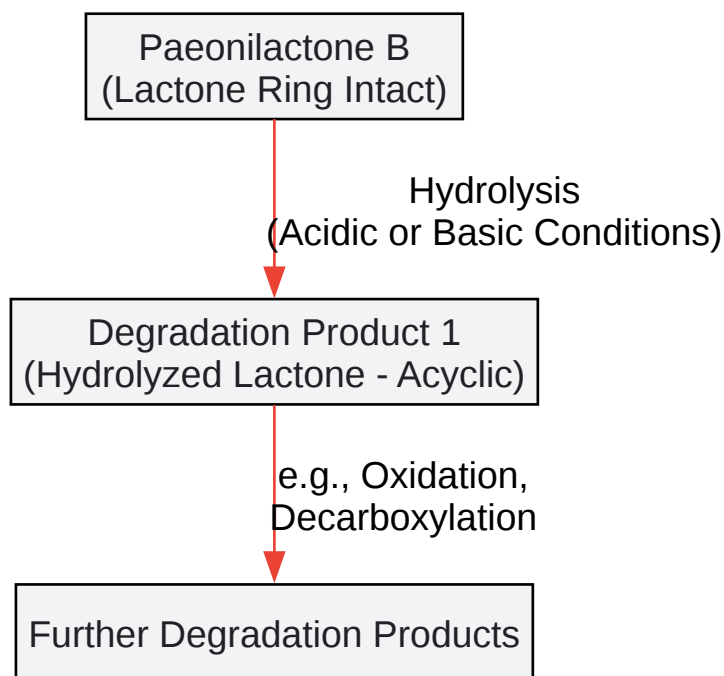 Paeonilactone B
(Lactone Ring Intact)
Hydrolysis
(Acidic or Basic Conditions)
Degradation Product 1
(Hydrolyzed Lactone - Acyclic)
e.g., Oxidation,
Decarboxylation
Further Degradation Products